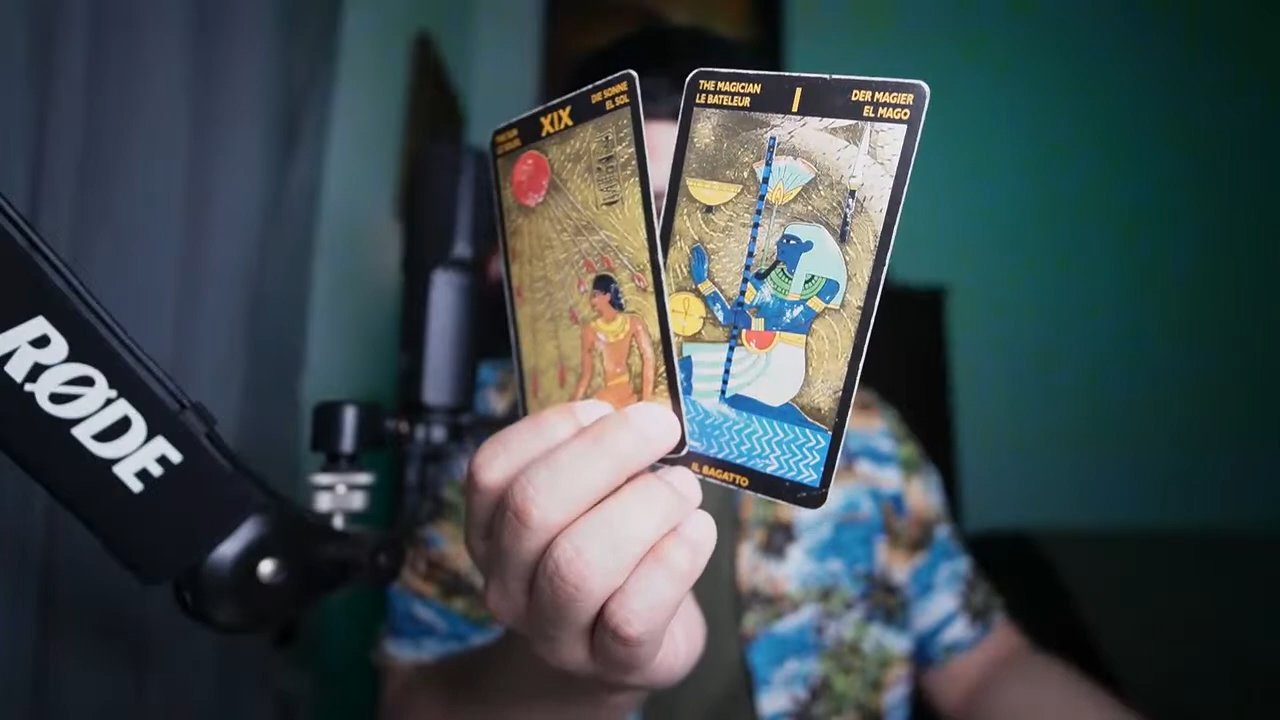 RØDE
XIX
DIE SONNE
EL SOL
THE MAGICIAN
LE BATELEUR
I
DER MAGIER
EL MAGO
IL BAGATTO